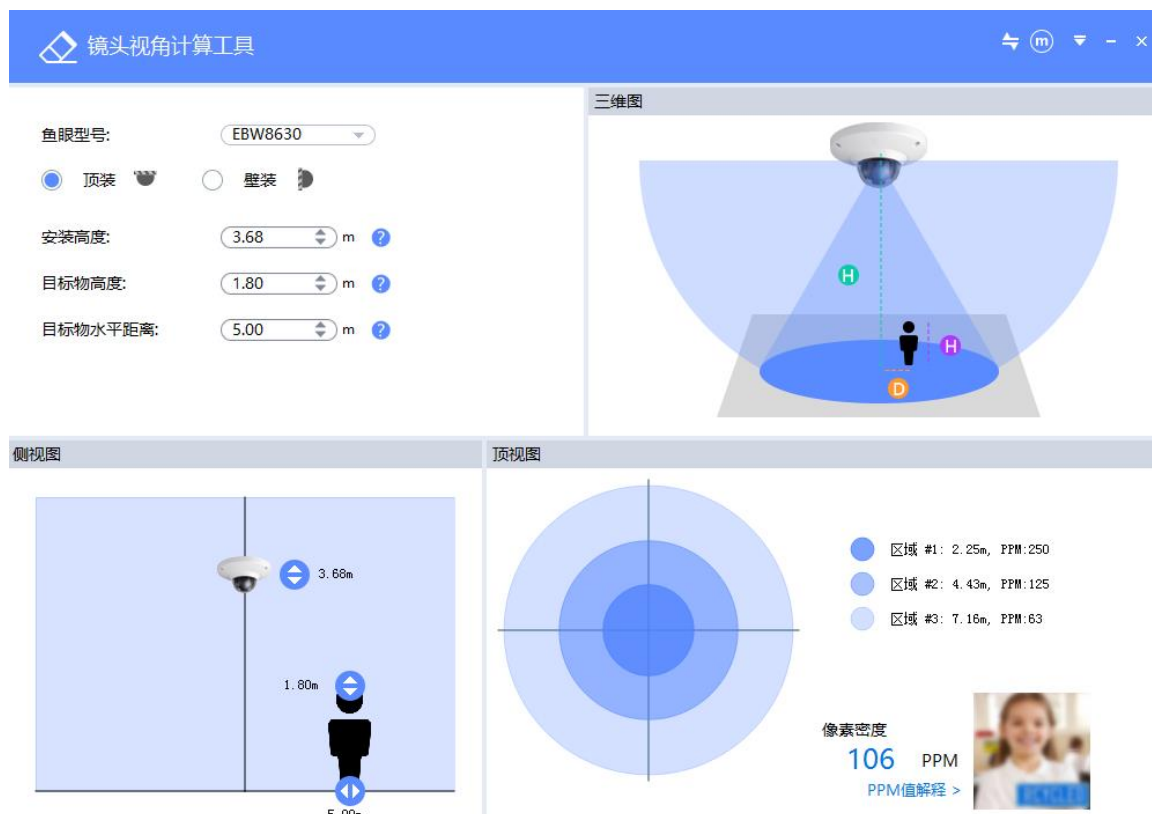 镜头视角计算工具
m
三维图
鱼眼型号: EBW8630
顶装 壁装
安装高度: 3.68 m ?
目标物高度: 1.80 m ?
目标物水平距离: 5.00 m ?
H
H
D
侧视图
3.68m
1.80m
5.00m
顶视图
区域 #1: 2.25m, PPM:250
区域 #2: 4.43m, PPM:125
区域 #3: 7.16m, PPM:63
像素密度
106 PPM
PPM值解释 >